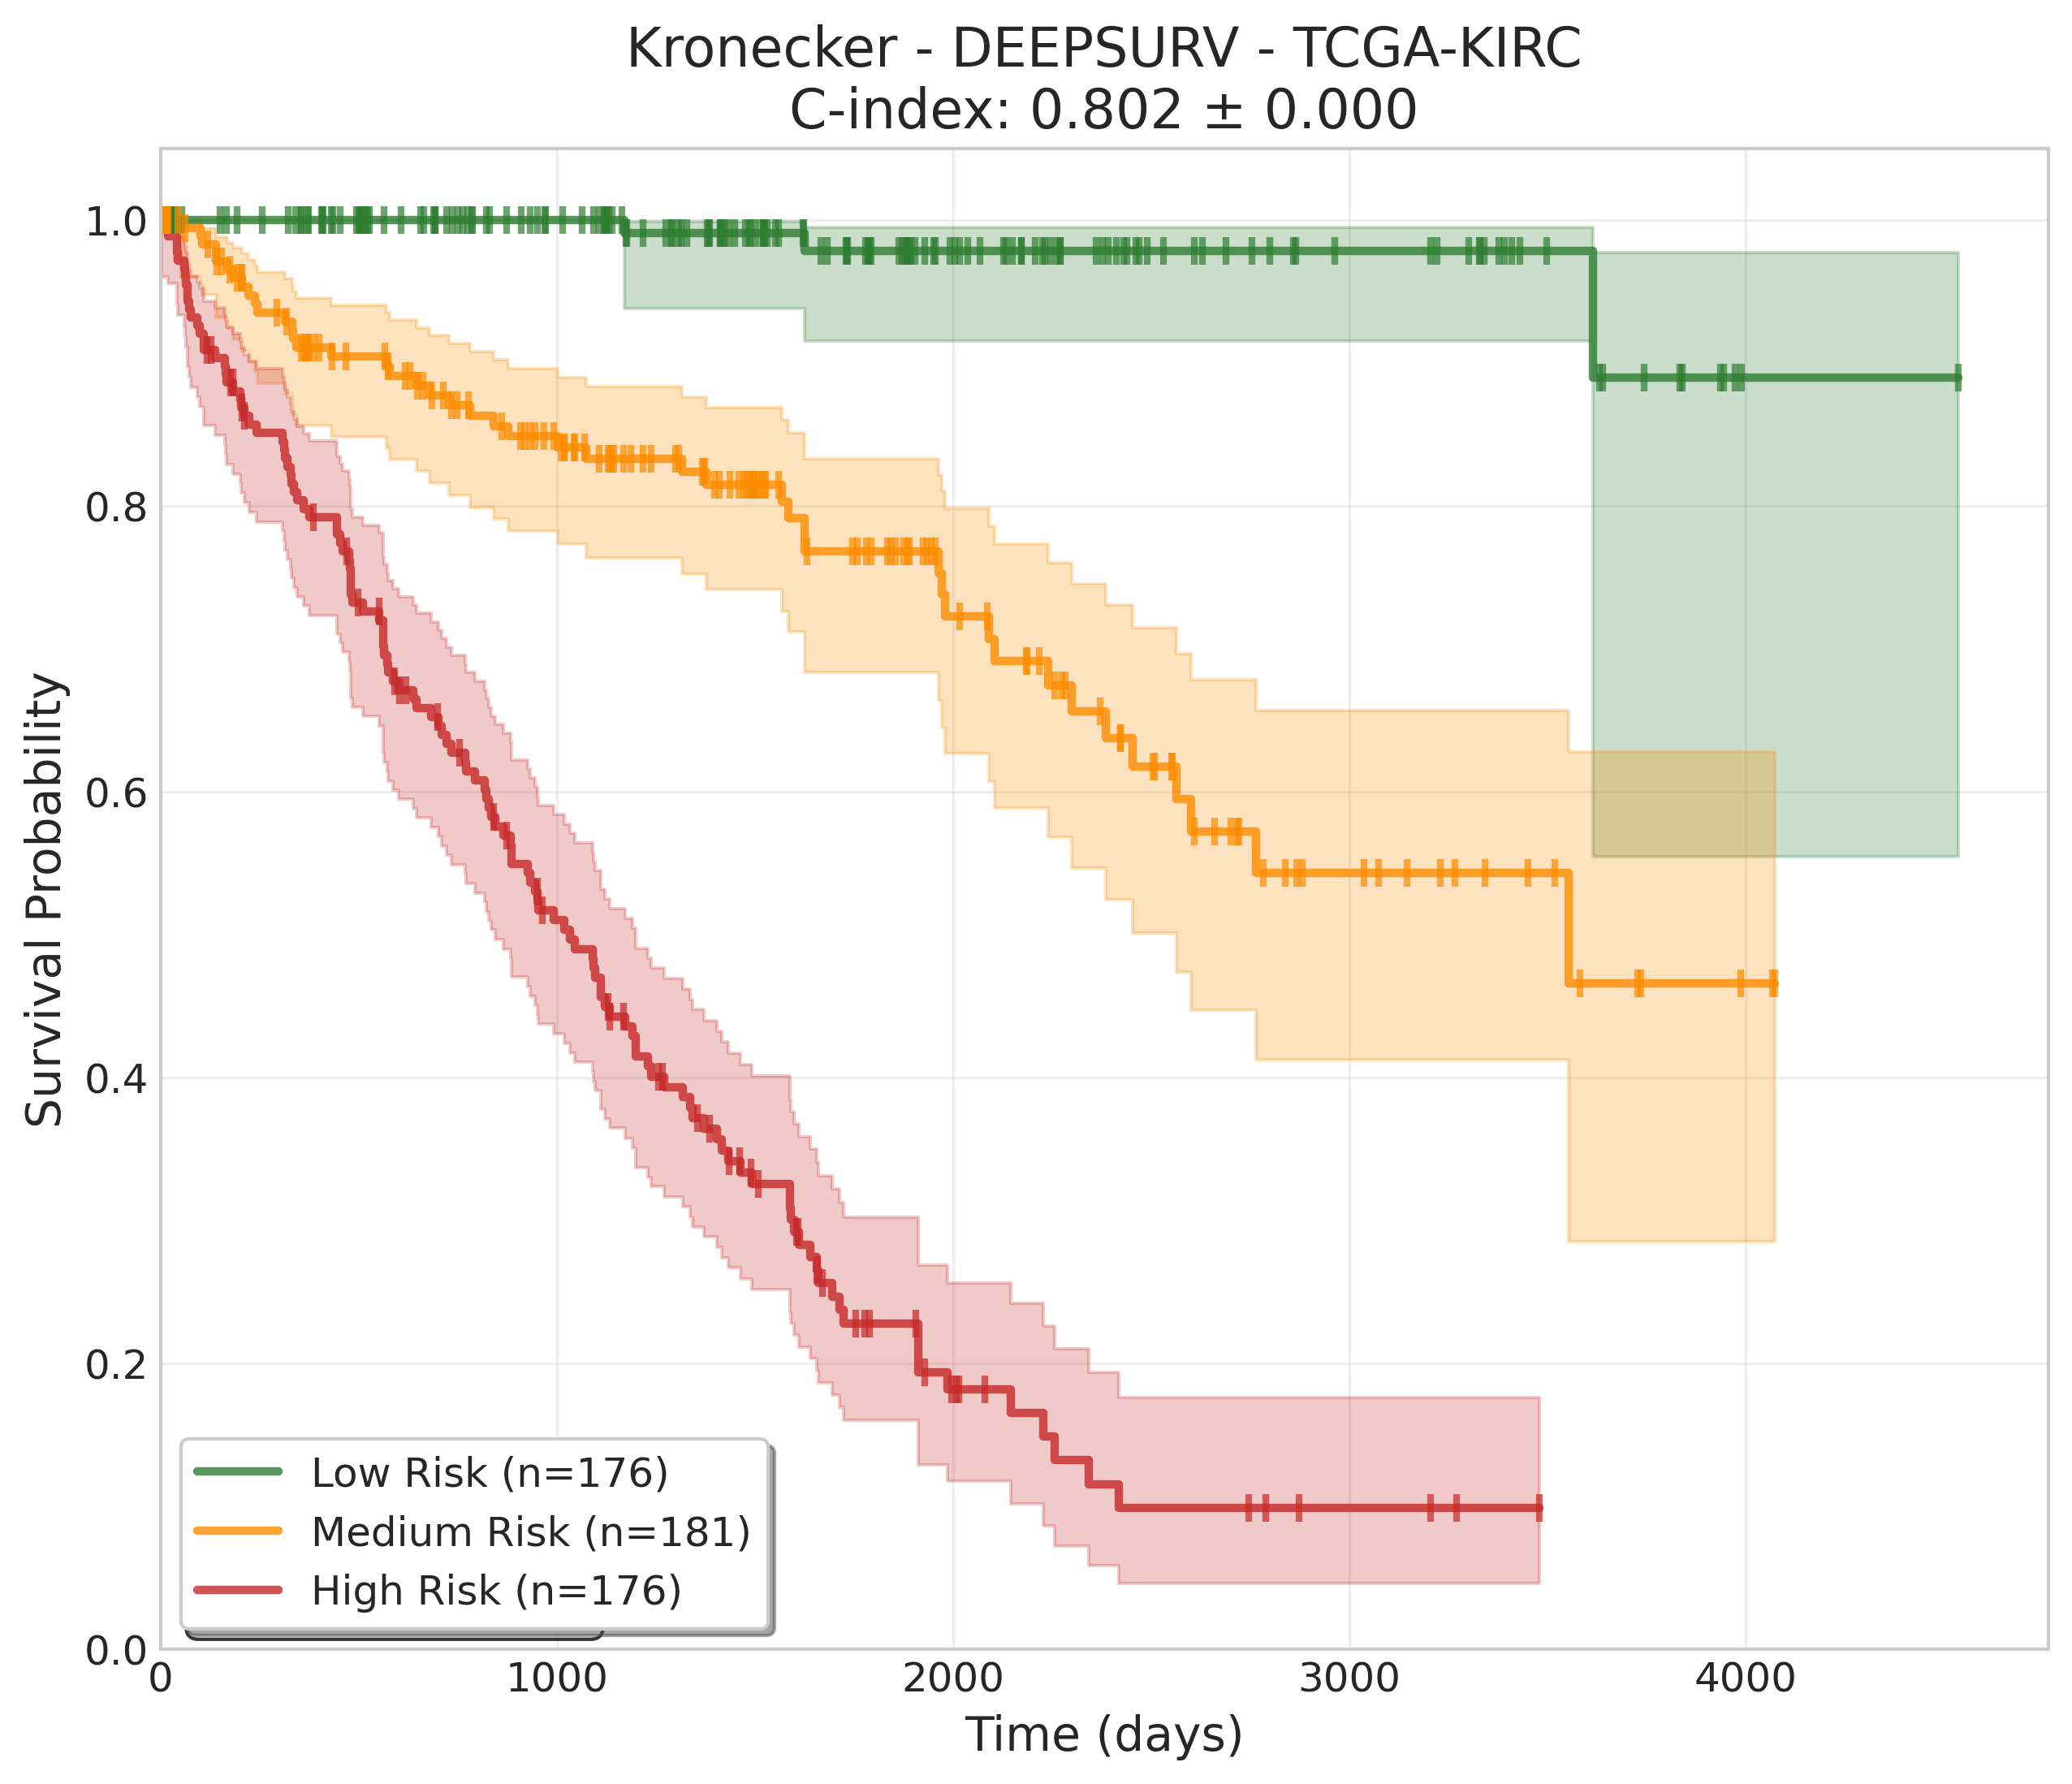 Kronecker - DEEPSURV - TCGA-KIRC
C-index: 0.802 ± 0.000
Survival Probability
1.0
0.8
0.6
0.4
0.2
0.0
Low Risk (n=176)
Medium Risk (n=181)
High Risk (n=176)
0 1000 2000 3000 4000
Time (days)